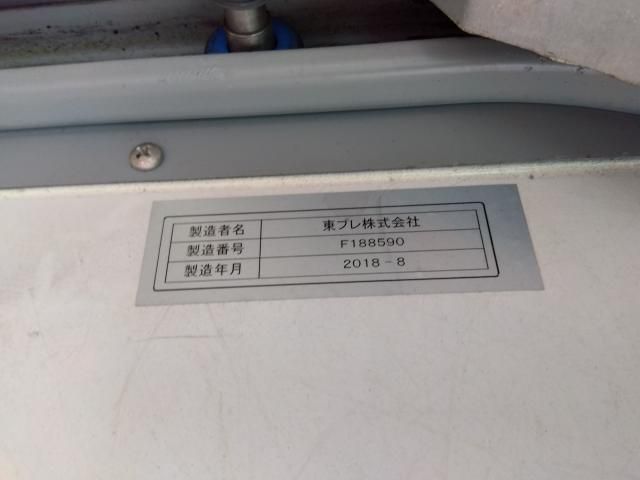 製造者名 東プレ株式会社
製造番号 F188590
製造年月 2018-8